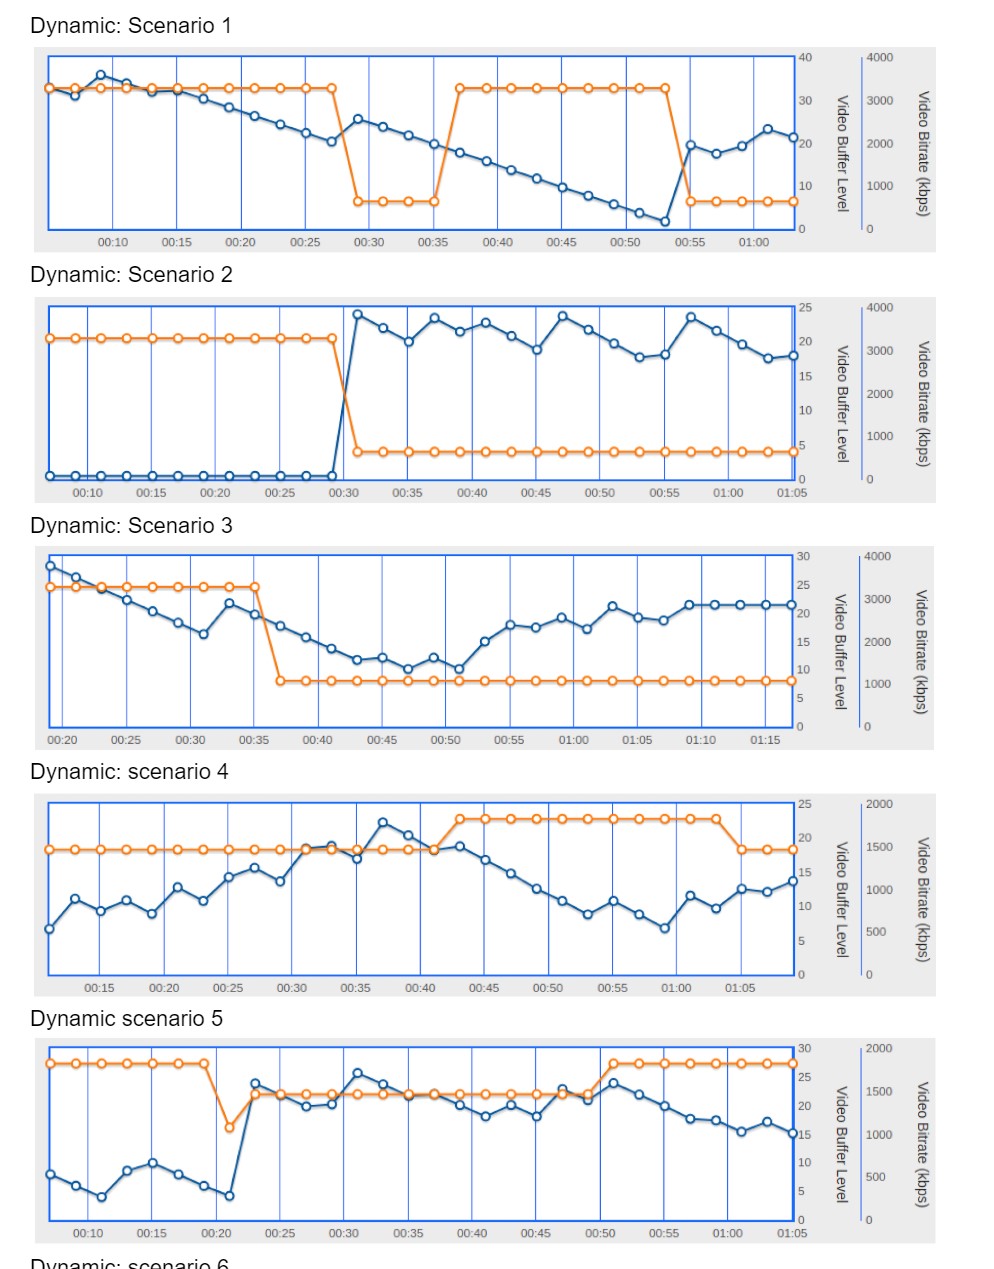 Dynamic: Scenario 1
40 4000
30 3000
20 2000
10 1000
0 0
Video Buffer Level
Video Bitrate (kbps)
00:10 00:15 00:20 00:25 00:30 00:35 00:40 00:45 00:50 00:55 01:00
Dynamic: Scenario 2
25 4000
20 3000
15 2000
10 1000
5
0 0
Video Buffer Level
Video Bitrate (kbps)
00:10 00:15 00:20 00:25 00:30 00:35 00:40 00:45 00:50 00:55 01:00 01:05
Dynamic: Scenario 3
30 4000
25 3000
20 2000
15 1000
10
5
0 0
Video Buffer Level
Video Bitrate (kbps)
00:20 00:25 00:30 00:35 00:40 00:45 00:50 00:55 01:00 01:05 01:10 01:15
Dynamic: scenario 4
25 2000
20 1500
15 1000
10 500
5
0 0
Video Buffer Level
Video Bitrate (kbps)
00:15 00:20 00:25 00:30 00:35 00:40 00:45 00:50 00:55 01:00 01:05
Dynamic scenario 5
30 2000
25 1500
20 1000
15 500
10
5
0 0
Video Buffer Level
Video Bitrate (kbps)
00:10 00:15 00:20 00:25 00:30 00:35 00:40 00:45 00:50 00:55 01:00 01:05
Dynamic: scenario 6